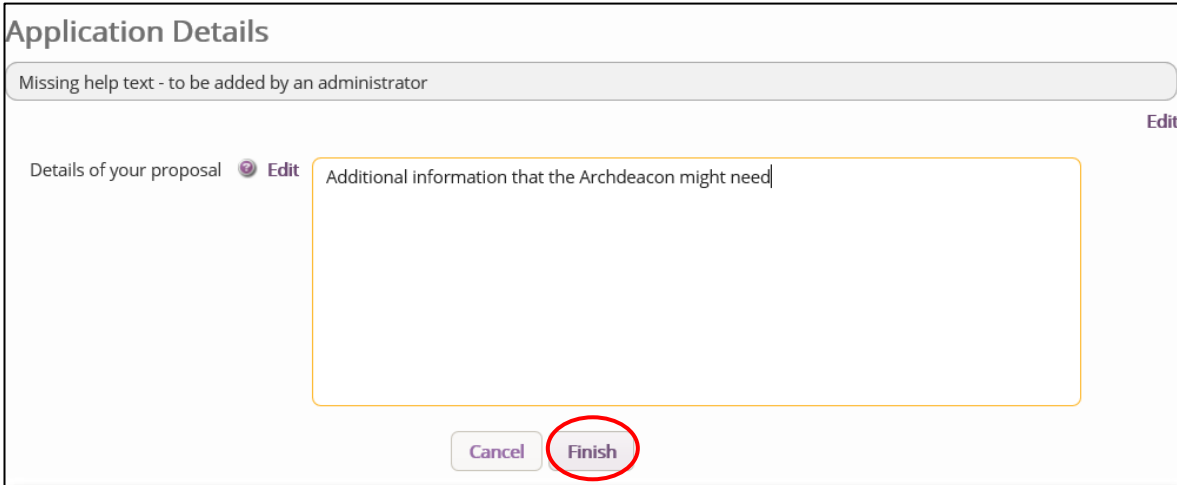 Application Details
Missing help text - to be added by an administrator
Edit
Details of your proposal ? Edit
Additional information that the Archdeacon might need
Cancel Finish